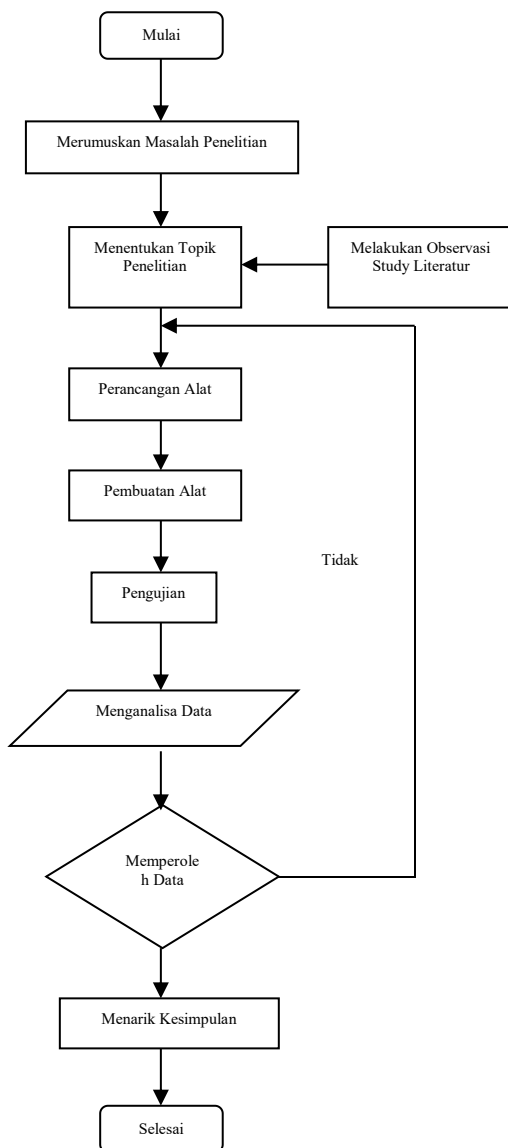 Mulai
Merumuskan Masalah Penelitian
Menentukan Topik
Penelitian
Melakukan Observasi
Study Literatur
Perancangan Alat
Pembuatan Alat
Tidak
Pengujian
Menganalisa Data
Memperole
h Data
Menarik Kesimpulan
Selesai